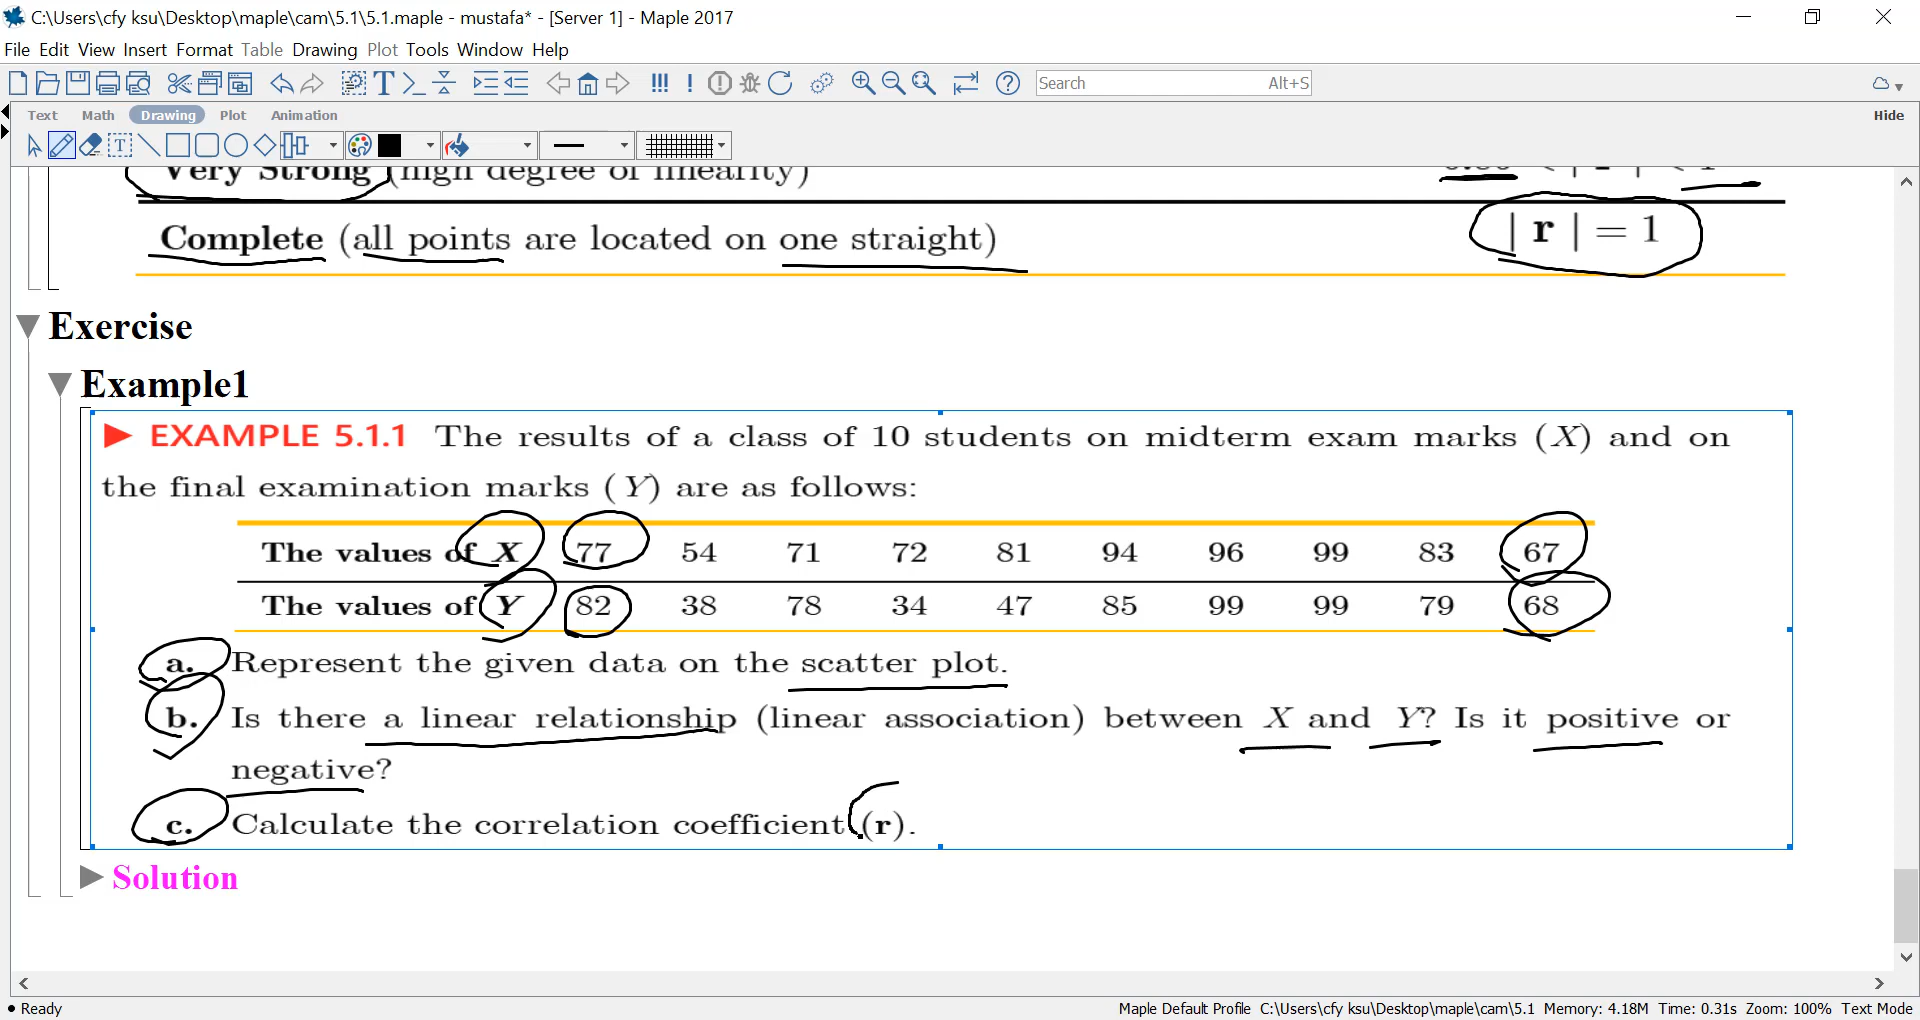 C:\Users\cfy ksu\Desktop\maple\cam\5.1\5.1.maple - mustafa* - [Server 1] - Maple 2017
File Edit View Insert Format Table Drawing Plot Tools Window Help
Search Alt+S
Text Math Drawing Plot Animation Hide
Very Strong (high degree of linearity)
Complete (all points are located on one straight) | r | = 1
Exercise
Example1
EXAMPLE 5.1.1 The results of a class of 10 students on midterm exam marks (X) and on
the final examination marks (Y) are as follows:
The values of X 77 54 71 72 81 94 96 99 83 67
The values of Y 82 38 78 34 47 85 99 99 79 68
a. Represent the given data on the scatter plot.
b. Is there a linear relationship (linear association) between X and Y? Is it positive or
negative?
c. Calculate the correlation coefficient (r).
Solution
Ready Maple Default Profile C:\Users\cfy ksu\Desktop\maple\cam\5.1 Memory: 4.18M Time: 0.31s Zoom: 100% Text Mode